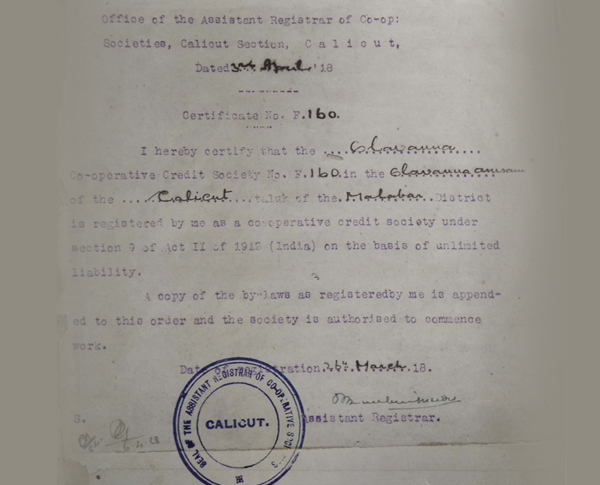 Office of the Assistant Registrar of Co-op:
Societies, Calicut Section, C a l i c u t,
Dated 3rd April '18
Certificate No. F.160.
I hereby certify that the .... Olavanna ....
Co-operative Credit Society No. F.160. in the Olavanna amsam
of the .... Calicut ... taluk of the Malabar.. District
is registered by me as a co-operative credit society under
section 9 of Act II of 1912 (India) on the basis of unlimited
liability.
A copy of the by-laws as registeredby me is append-
ed to this order and the society is authorised to commence
work.
Date of registration. 26th March. 18.
Assistant Registrar.
S.
SEAL OF THE ASSISTANT REGISTRAR OF CO-OPERATIVE
CALICUT.